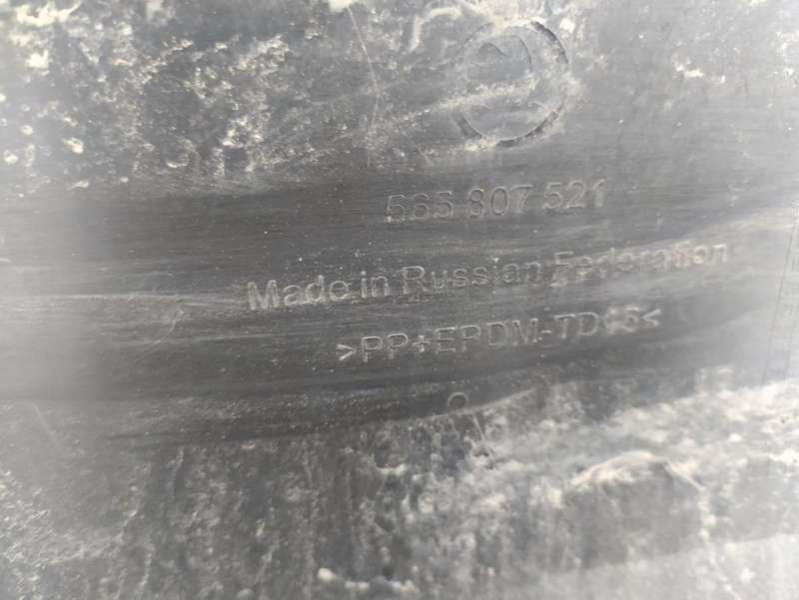 565 807 521
Made in Russian Federation
>PP+EPDM-TD15<